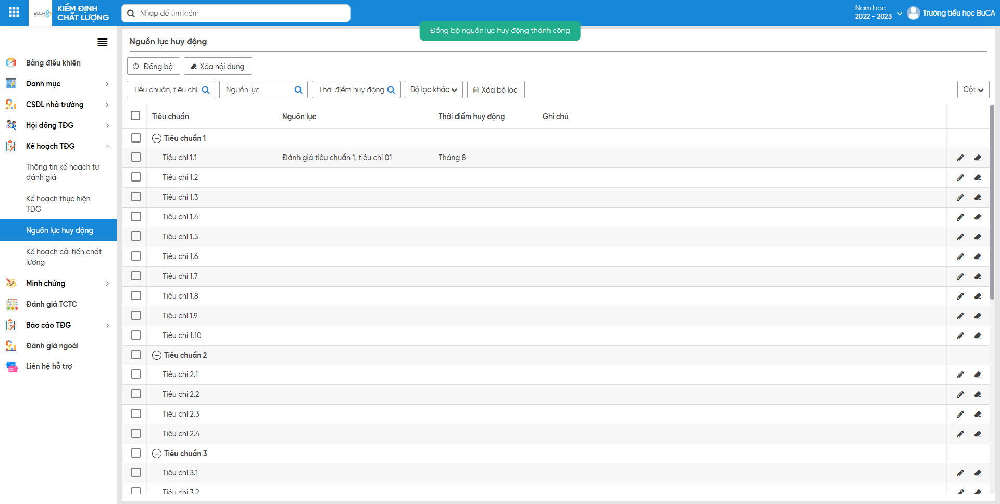 BUCA
KIỂM ĐỊNH
CHẤT LƯỢNG
Nhập để tìm kiếm
Năm học
2022 - 2023
Trường tiểu học BuCA
Đồng bộ nguồn lực huy động thành công
Bảng điều khiển
Danh mục
CSDL nhà trường
Hội đồng TĐG
Kế hoạch TĐG
Thông tin kế hoạch tự
đánh giá
Kế hoạch thực hiện
TĐG
Nguồn lực huy động
Kế hoạch cải tiến chất
lượng
Minh chứng
Đánh giá TCTC
Báo cáo TĐG
Đánh giá ngoài
Liên hệ hỗ trợ
Nguồn lực huy động
Đồng bộ
Xóa nội dung
Tiêu chuẩn, tiêu chí
Nguồn lực
Thời điểm huy động
Bộ lọc khác
Xóa bộ lọc
Cột
Tiêu chuẩn Nguồn lực Thời điểm huy động Ghi chú
Tiêu chuẩn 1
Tiêu chí 1.1 Đánh giá tiêu chuẩn 1, tiêu chí 01 Tháng 8
Tiêu chí 1.2
Tiêu chí 1.3
Tiêu chí 1.4
Tiêu chí 1.5
Tiêu chí 1.6
Tiêu chí 1.7
Tiêu chí 1.8
Tiêu chí 1.9
Tiêu chí 1.10
Tiêu chuẩn 2
Tiêu chí 2.1
Tiêu chí 2.2
Tiêu chí 2.3
Tiêu chí 2.4
Tiêu chuẩn 3
Tiêu chí 3.1
Tiêu chí 3.2